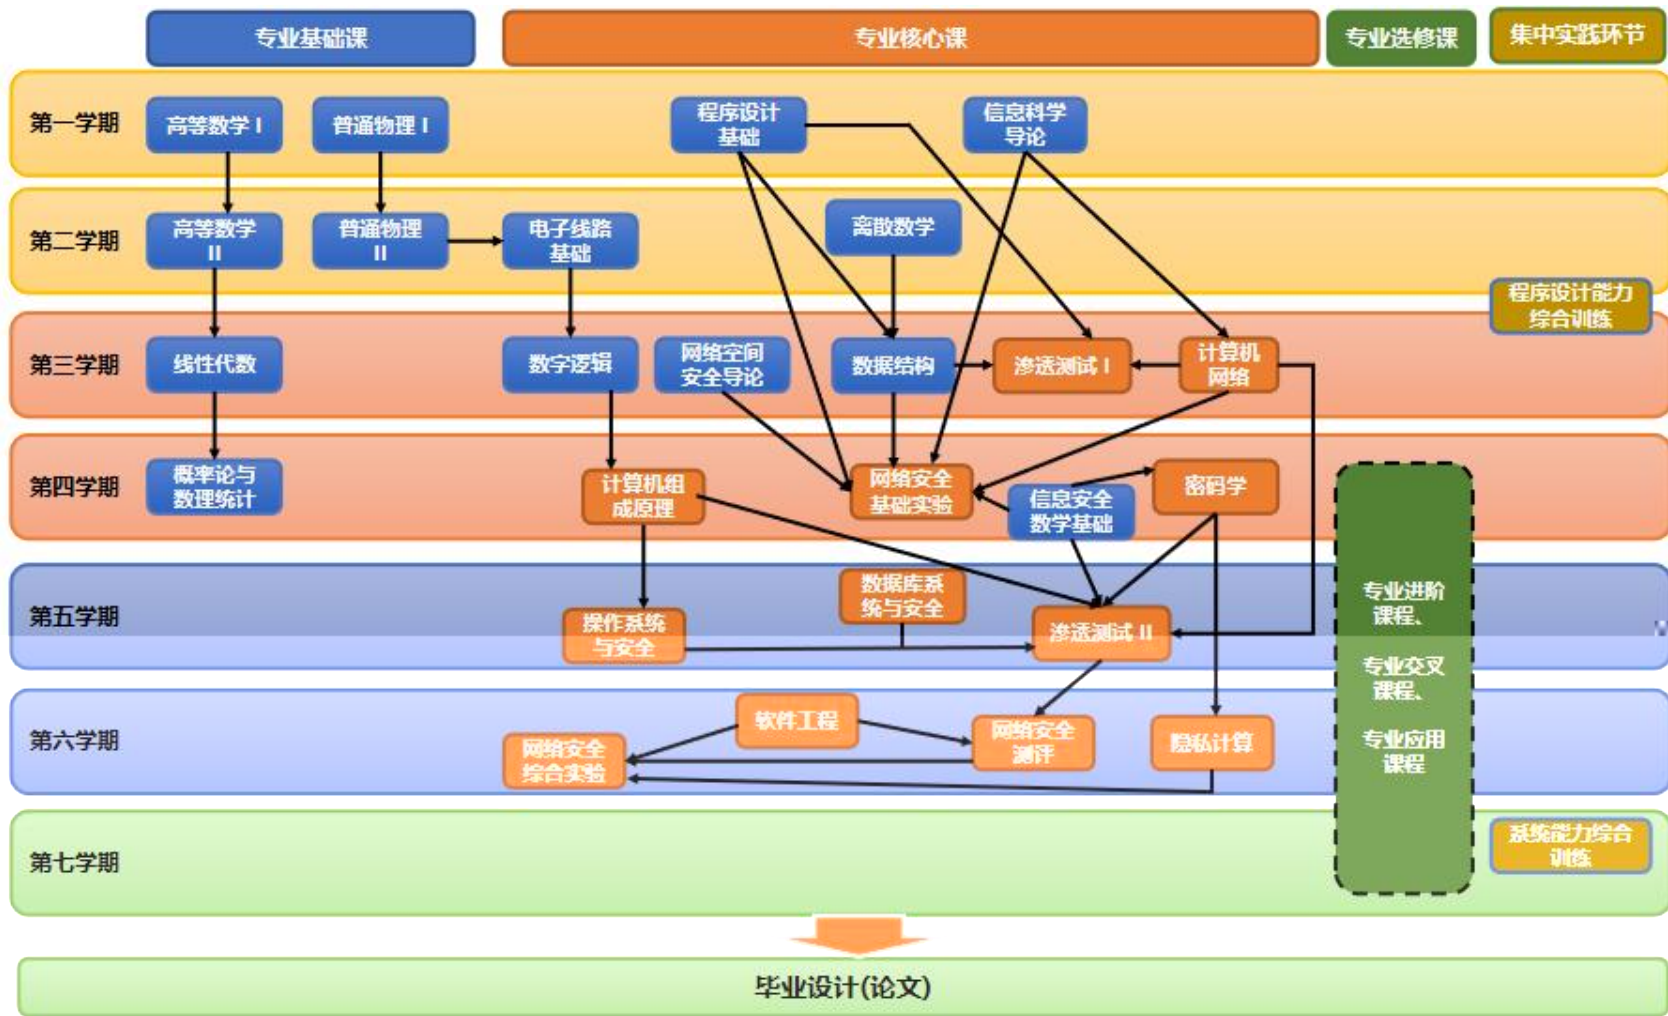 专业基础课
专业核心课
专业选修课
集中实践环节
第一学期
高等数学 I
普通物理 I
程序设计
基础
信息科学
导论
第二学期
高等数学
II
普通物理
II
电子线路
基础
离散数学
程序设计能力
综合训练
第三学期
线性代数
数字逻辑
网络空间
安全导论
数据结构
渗透测试 I
计算机
网络
第四学期
概率论与
数理统计
计算机组
成原理
网络安全
基础实验
信息安全
数学基础
密码学
第五学期
操作系统
与安全
数据库系
统与安全
渗透测试 II
专业进阶
课程、
专业交叉
课程、
专业应用
课程
第六学期
网络安全
综合实验
软件工程
网络安全
测评
隐私计算
第七学期
系统能力综合
训练
毕业设计(论文)